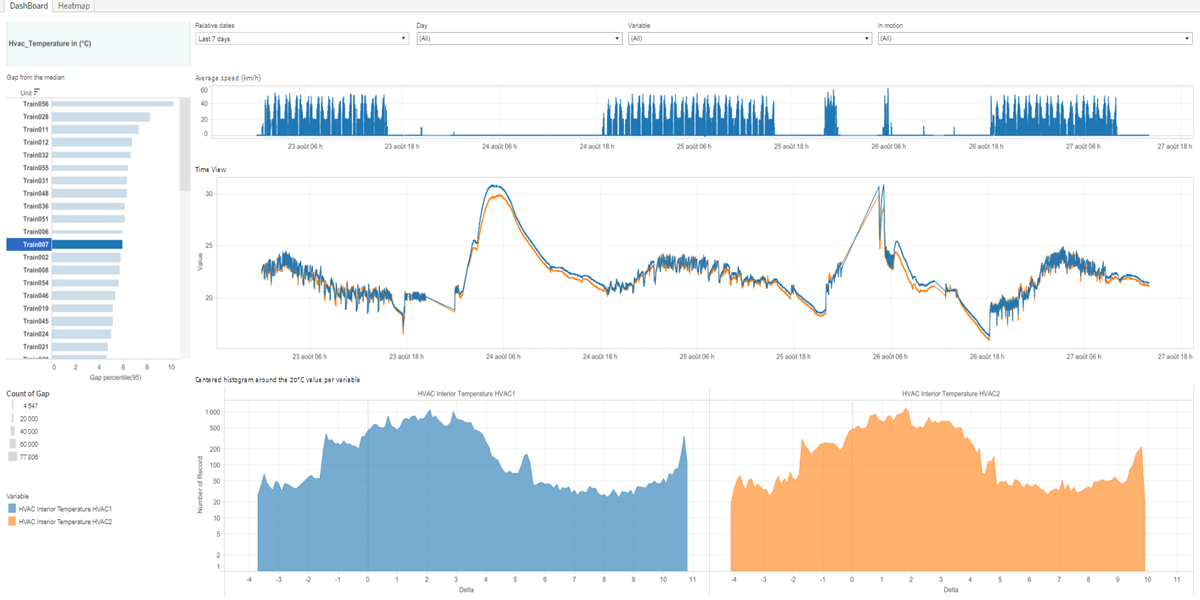 DashBoard
Heatmap
Hvac_Temperature in (°C)
Relative dates
Last 7 days
Day
(All)
Variable
(All)
In motion
(All)
Gap from the median
Unit
Train056
Train028
Train011
Train012
Train032
Train055
Train031
Train048
Train036
Train051
Train006
Train007
Train002
Train008
Train054
Train046
Train019
Train045
Train024
Train021
0 2 4 6 8 10
Gap percentile(95)
Average speed (km/h)
60
40
20
0
23 août 06 h 23 août 18 h 24 août 06 h 24 août 18 h 25 août 06 h 25 août 18 h 26 août 06 h 26 août 18 h 27 août 06 h 27 août 18 h
Time View
Value
30
25
20
23 août 06 h 23 août 18 h 24 août 06 h 24 août 18 h 25 août 06 h 25 août 18 h 26 août 06 h 26 août 18 h 27 août 06 h 27 août 18 h
Count of Gap
4 547
20 000
40 000
60 000
77 806
Variable
HVAC Interior Temperature HVAC1
HVAC Interior Temperature HVAC2
Centered histogram around the 20°C value per variable
HVAC Interior Temperature HVAC1
HVAC Interior Temperature HVAC2
Number of Record
1 000
500
200
100
50
20
10
5
2
1
-4 -3 -2 -1 0 1 2 3 4 5 6 7 8 9 10 11
Delta
-4 -3 -2 -1 0 1 2 3 4 5 6 7 8 9 10 11
Delta